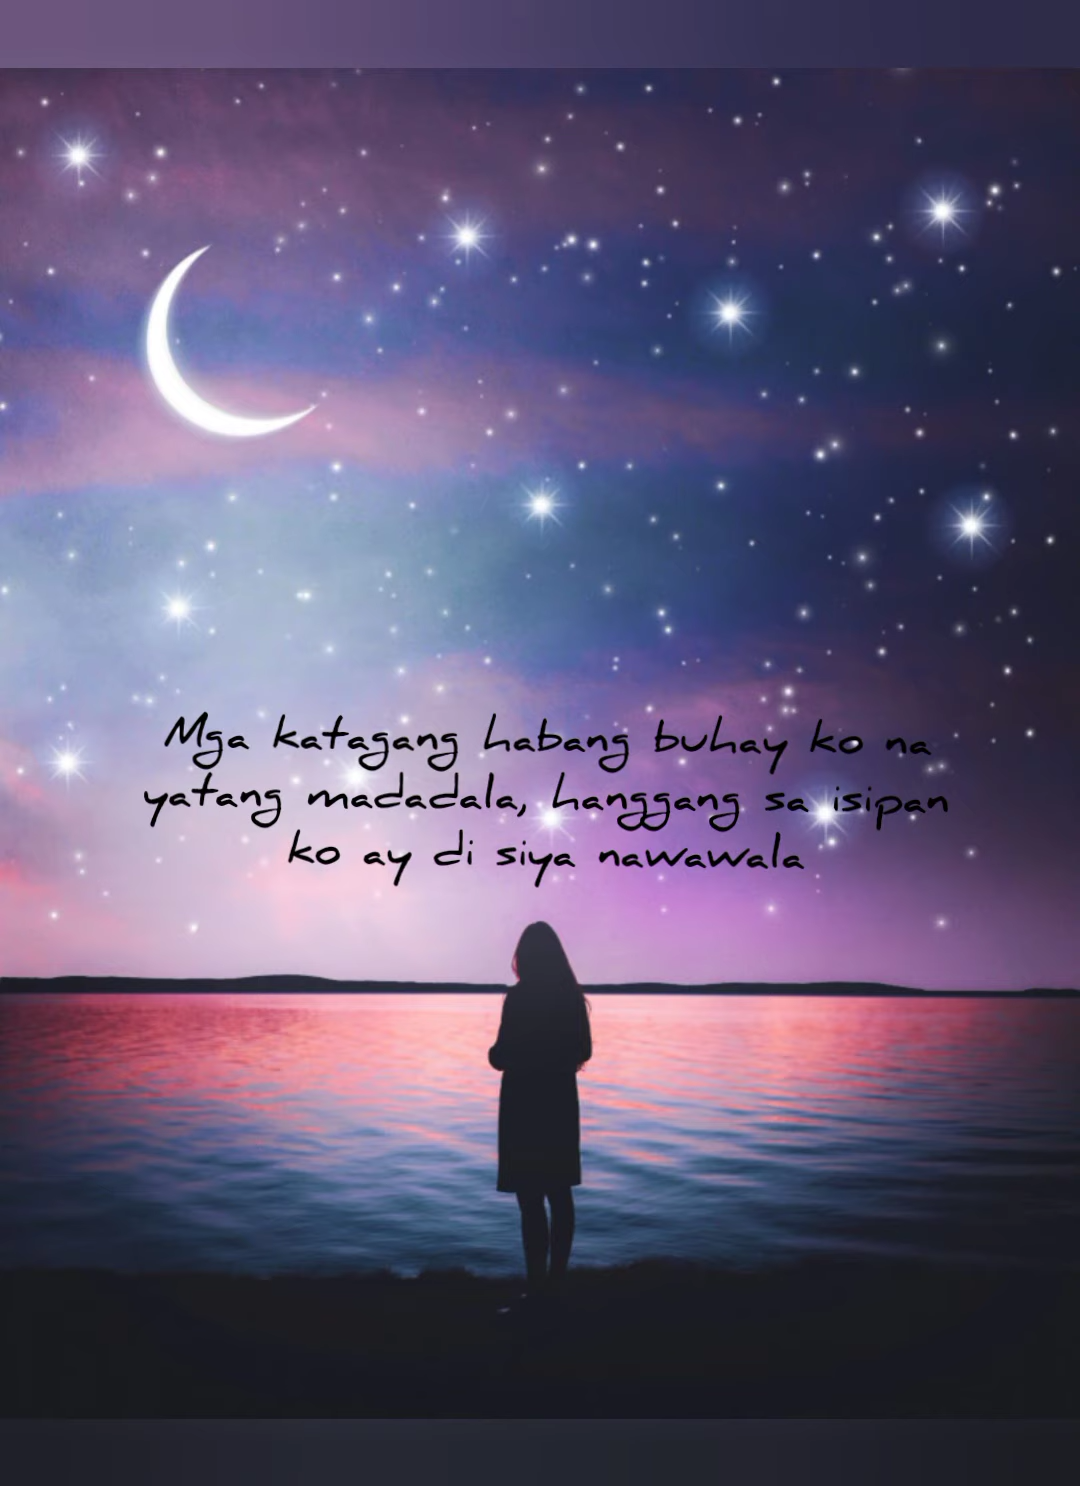 Mga katagang habang buhay ko na
yatang madadala, hanggang sa isipan
ko ay di siya nawawala